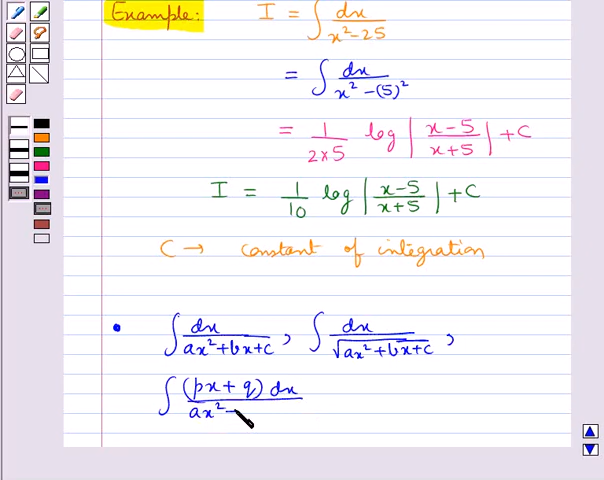 Example: I = ∫ dx / x² - 25
= ∫ dx / x² - (5)²
= 1 / 2×5 log | x - 5 / x + 5 | + C
I = 1 / 10 log | x - 5 / x + 5 | + C
C → constant of integration
• ∫ dx / ax² + bx + c , ∫ dx / √ax² + bx + c ,
∫ (px + q) dx / ax² -